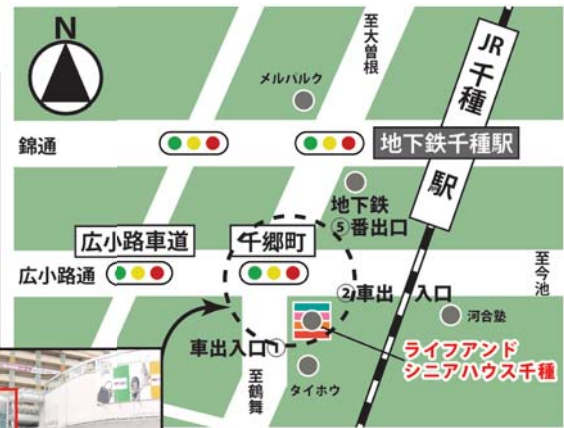 N
至大曽根
JR千種駅
メルパルク
錦通
地下鉄千種駅
地下鉄
⑤番出口
広小路車道
千郷町
至今池
広小路通
②車出入口
河合塾
車出入口①
ライフアンド
シニアハウス千種
至鶴舞
タイホウ